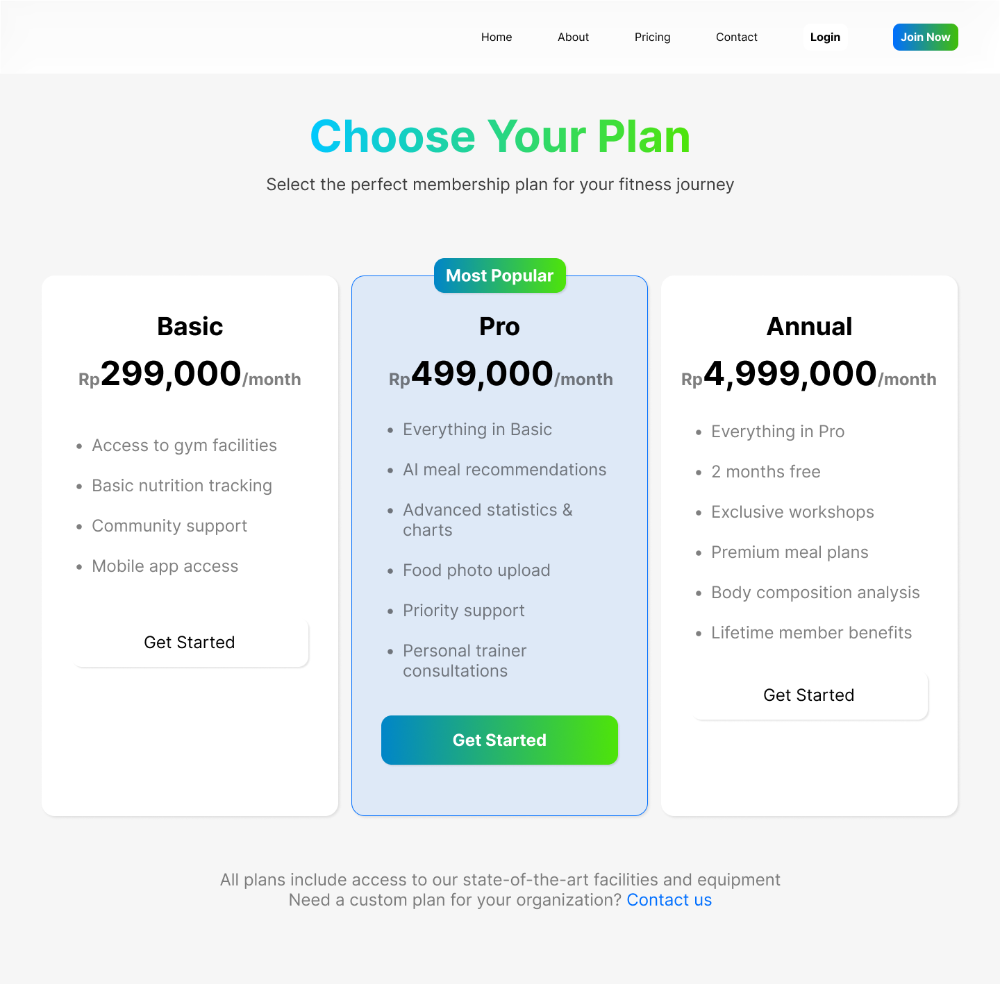 Home About Pricing Contact Login Join Now
Choose Your Plan
Select the perfect membership plan for your fitness journey
Basic
Rp299,000/month
• Access to gym facilities
• Basic nutrition tracking
• Community support
• Mobile app access
Get Started
Most Popular
Pro
Rp499,000/month
• Everything in Basic
• AI meal recommendations
• Advanced statistics &
charts
• Food photo upload
• Priority support
• Personal trainer
consultations
Get Started
Annual
Rp4,999,000/month
• Everything in Pro
• 2 months free
• Exclusive workshops
• Premium meal plans
• Body composition analysis
• Lifetime member benefits
Get Started
All plans include access to our state-of-the-art facilities and equipment
Need a custom plan for your organization? Contact us